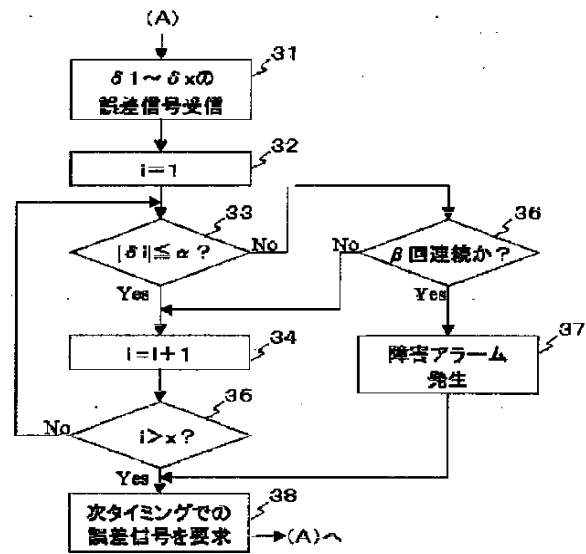 (A)
31
δ1～δxの
誤差信号受信
32
i=1
33
|δi|≦α?
No
Yes
36
No
β回連続か?
Yes
34
i=i+1
37
障害アラーム
発生
35
No
i>x?
Yes
38
次タイミングでの
誤差信号を要求
→(A)へ